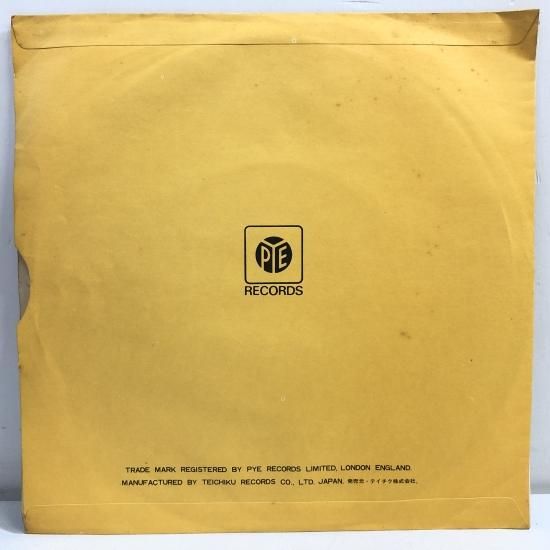 PYE
RECORDS
TRADE MARK REGISTERED BY PYE RECORDS LIMITED, LONDON ENGLAND.
MANUFACTURED BY TEICHIKU RECORDS CO., LTD. JAPAN. 発売元・テイチク株式会社.